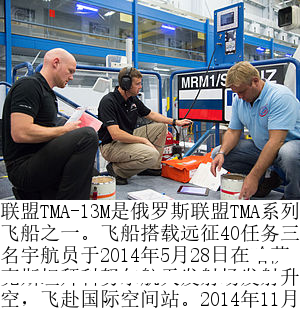 MRM1/S
联盟TMA-13M是俄罗斯联盟TMA系列
飞船之一。飞船搭载远征40任务三
名宇航员于2014年5月28日在
升
空，飞赴国际空间站。2014年11月